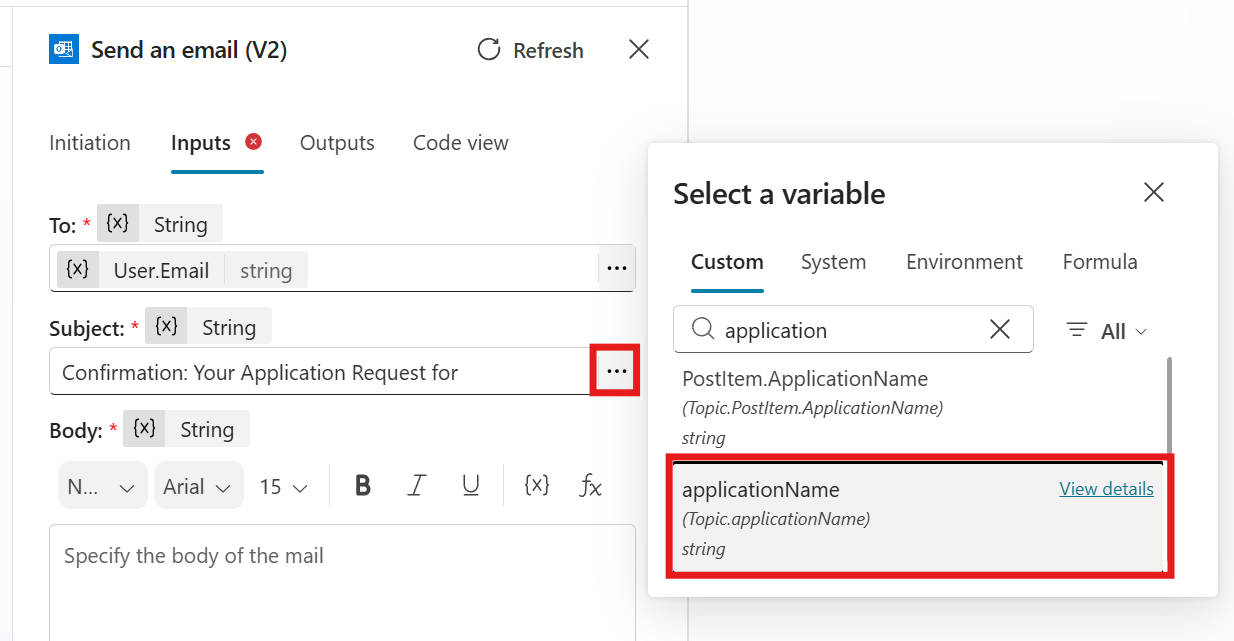 Send an email (V2)
Refresh
Initiation
Inputs
Outputs
Code view
To: * {x} String
{x} User.Email string ...
Subject: * {x} String
Confirmation: Your Application Request for ...
Body: * {x} String
N... Arial 15 B I U {x} fx
Specify the body of the mail
Select a variable
Custom
System
Environment
Formula
application
All
PostItem.ApplicationName
(Topic.PostItem.ApplicationName)
string
applicationName
View details
(Topic.applicationName)
string